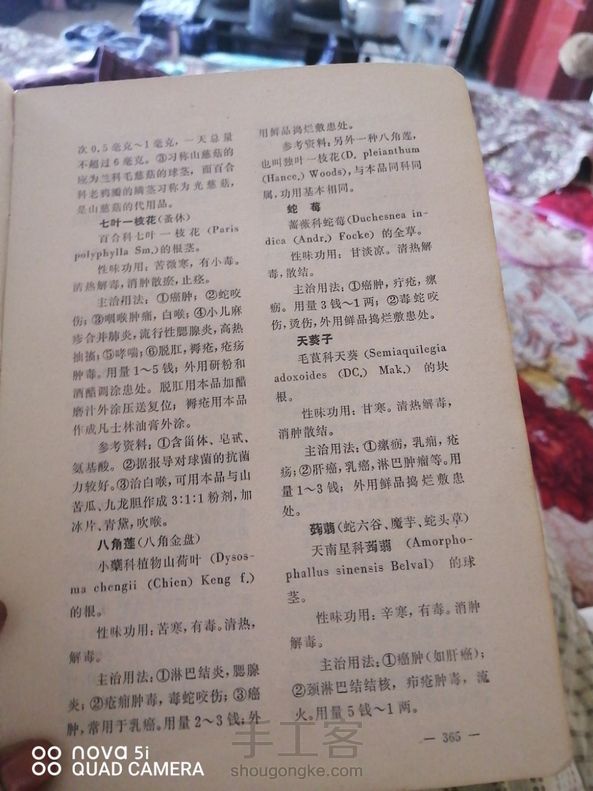 次0.5毫克~1毫克，一天总量
不超过6毫克。③习称山慈菇的
应为兰科毛慈菇的球茎，而百合
科老鸦瓣的鳞茎习称为光慈菇，
是山慈菇的代用品。
七叶一枝花(蚤休)
百合科七叶一枝花(Paris
polyphylla Sm.)的根茎。
性味功用：苦微寒，有小毒。
清热解毒，消肿散瘀，止痉。
主治用法：①癌肿；②蛇咬
伤；③咽喉肿痛，白喉；④小儿麻
疹合并肺炎，流行性腮腺炎，高热
抽搐；⑤哮喘；⑥脱肛，褥疮，疮疡
肿毒。用量1~5钱；外用研粉和
酒醋调涂患处。脱肛用本品加醋
磨汁外涂压送复位；褥疮用本品
作成凡士林油膏外涂。
参考资料：①含甾体、皂甙、
氨基酸。②据报导对球菌的抗菌
力较好。③治白喉，可用本品与山
苦瓜、九龙胆作成3:1:1粉剂，加
冰片、青黛，吹喉。
八角莲(八角金盘)
小蘗科植物山荷叶(Dysos-
ma chengii (Chien) Keng f.)
的根。
性味功用：苦寒，有毒。清热，
解毒。
主治用法：①淋巴结炎，腮腺
炎；②疮疖肿毒，毒蛇咬伤；③癌
肿，常用于乳癌。用量2~3钱；外
用鲜品捣烂敷患处。
参考资料：另外一种八角莲，
也叫独叶一枝花(D. pleianthum
(Hance.) Woods)，与本品同科同
属，功用基本相同。
蛇 莓
蔷薇科蛇莓(Duchesnea in-
dica (Andr.) Focke) 的全草。
性味功用：甘淡凉。清热解
毒，散结。
主治用法：①癌肿，疔疮，瘰
疬。用量3钱~1两；②毒蛇咬
伤，烫伤，外用鲜品捣烂敷患处。
天葵子
毛茛科天葵(Semiaquilegia
adoxoides (DC.) Mak.) 的块
根。
性味功用：甘寒。清热解毒，
消肿散结。
主治用法：①瘰疬，乳痈，疮
疡；②肝癌，乳癌，淋巴肿瘤等。用
量1~3钱；外用鲜品捣烂敷患
处。
蒟蒻(蛇六谷、魔芋、蛇头草)
天南星科蒟蒻(Amorpho-
phallus sinensis Belval) 的球
茎。
性味功用：辛寒，有毒。消肿
解毒。
主治用法：①癌肿(如肝癌)；
②颈淋巴结结核，疖疮肿毒，流
火。用量5钱~1两。
— 365 —
nova 5i
QUAD CAMERA
手工客
shougongke.com